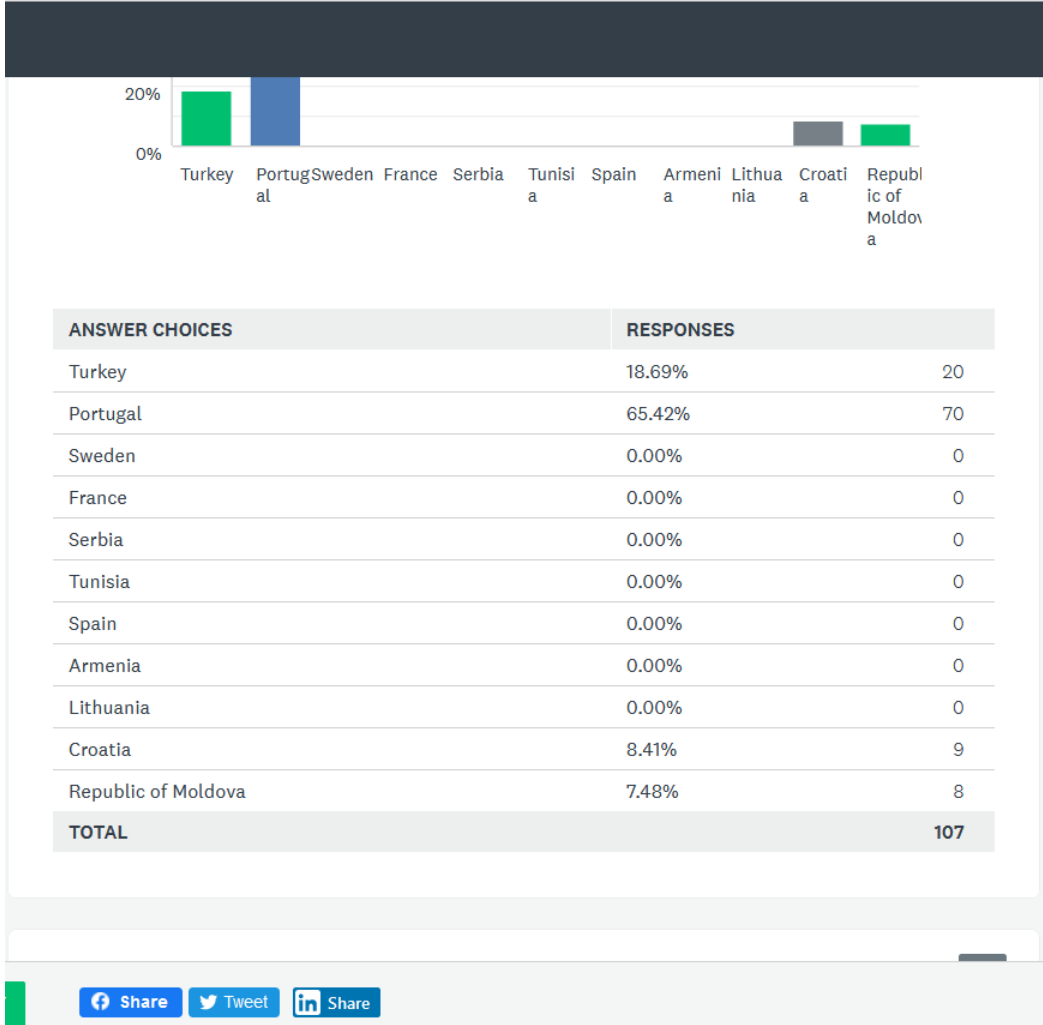 20%
0%
Turkey Portug Sweden France Serbia Tunisi Spain Armeni Lithua Croati Republ
al a a nia a ic of
Moldov
a
ANSWER CHOICES RESPONSES
Turkey 18.69% 20
Portugal 65.42% 70
Sweden 0.00% 0
France 0.00% 0
Serbia 0.00% 0
Tunisia 0.00% 0
Spain 0.00% 0
Armenia 0.00% 0
Lithuania 0.00% 0
Croatia 8.41% 9
Republic of Moldova 7.48% 8
TOTAL 107
Share Tweet in Share